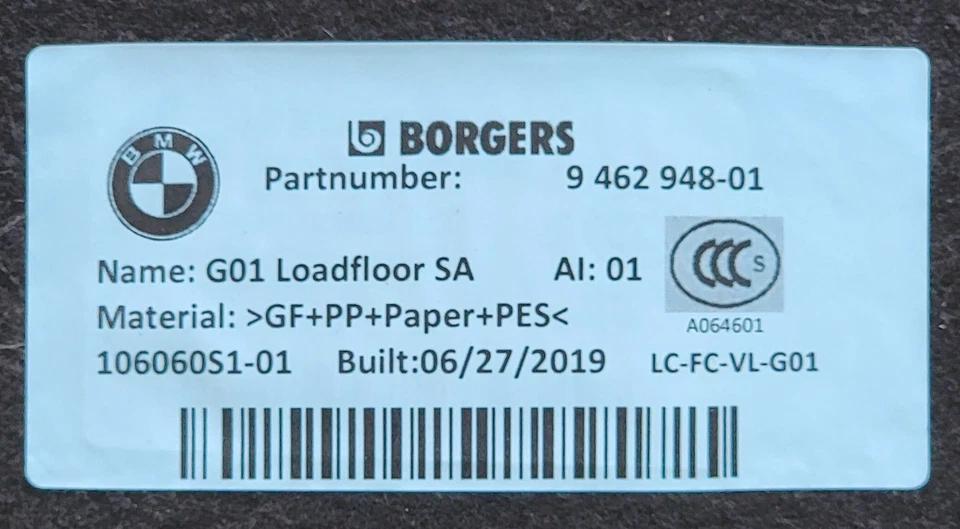 BMW
BORGERS
Partnumber: 9 462 948-01
Name: G01 Loadfloor SA AI: 01
CCC S
Material: >GF+PP+Paper+PES<
A064601
106060S1-01 Built:06/27/2019 LC-FC-VL-G01